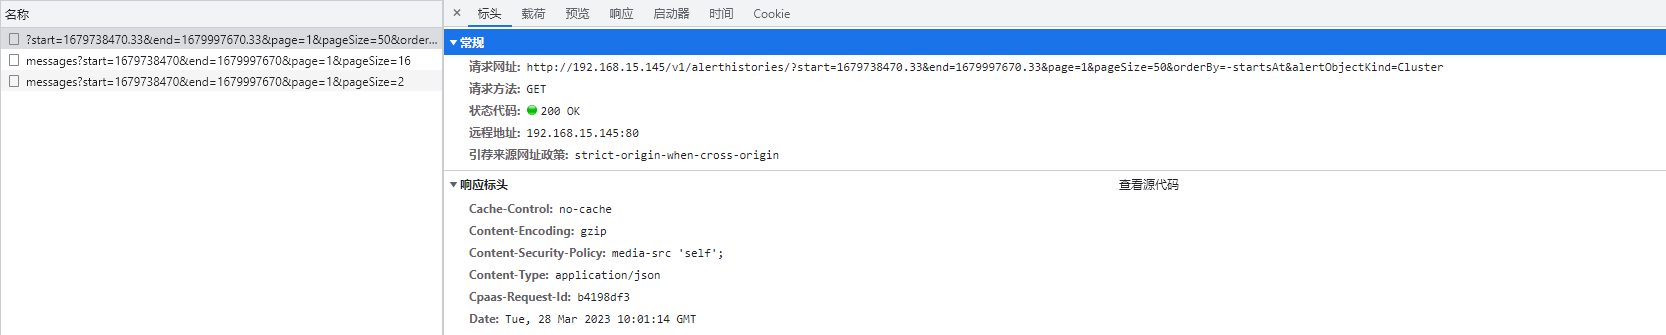 名称
?start=1679738470.33&end=1679997670.33&page=1&pageSize=50&order...
messages?start=1679738470&end=1679997670&page=1&pageSize=16
messages?start=1679738470&end=1679997670&page=1&pageSize=2
× 标头 载荷 预览 响应 启动器 时间 Cookie
常规
请求网址: http://192.168.15.145/v1/alerthistories/?start=1679738470.33&end=1679997670.33&page=1&pageSize=50&orderBy=-startsAt&alertObjectKind=Cluster
请求方法: GET
状态代码: 200 OK
远程地址: 192.168.15.145:80
引荐来源网址政策: strict-origin-when-cross-origin
响应标头 查看源代码
Cache-Control: no-cache
Content-Encoding: gzip
Content-Security-Policy: media-src 'self';
Content-Type: application/json
Cpaas-Request-Id: b4198df3
Date: Tue, 28 Mar 2023 10:01:14 GMT